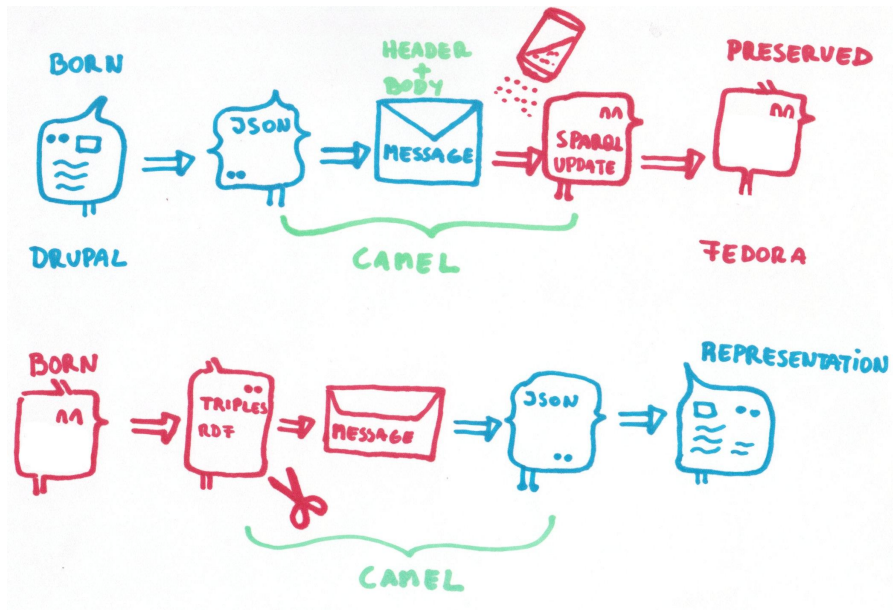 BORN
HEADER
+
BODY
PRESERVED
JSON
MESSAGE
SPARQL
UPDATE
DRUPAL
CAMEL
FEDORA
BORN
REPRESENTATION
TRIPLES
RDF
MESSAGE
JSON
CAMEL